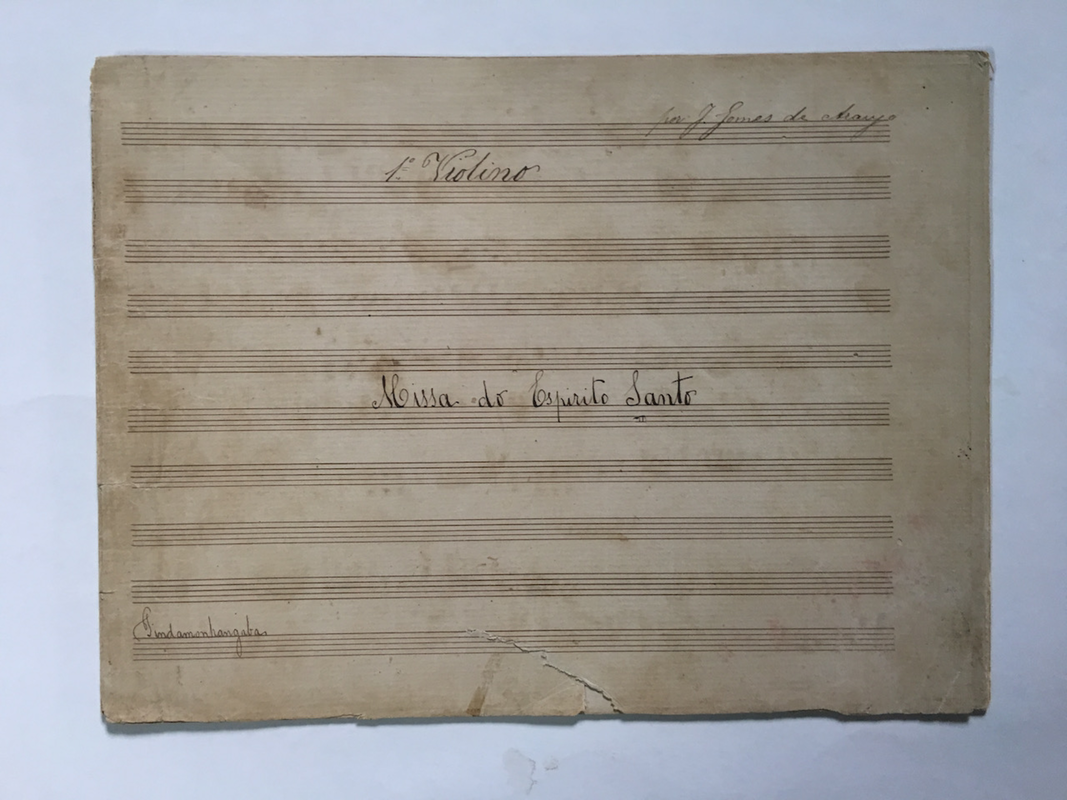 por J. Gomes de Araujo
1º Violino
Missa do Espirito Santo
Pindamonhangaba